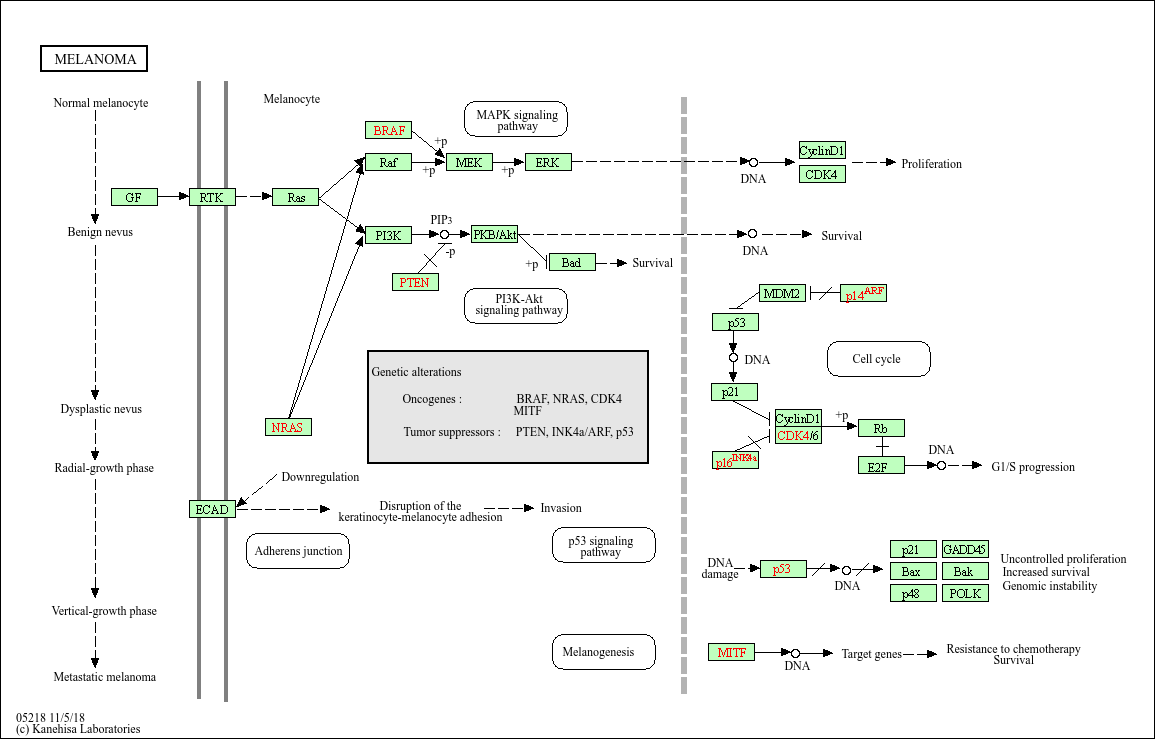 MELANOMA
Normal melanocyte
Melanocyte
MAPK signaling
pathway
BRAF
+p
Raf
+p
MEK
+p
ERK
DNA
CyclinD1
CDK4
Proliferation
GF
RTK
Ras
Benign nevus
PI3K
PIP3
-p
PKB/Akt
+p
Bad
Survival
DNA
Survival
PTEN
PI3K-Akt
signaling pathway
MDM2
p14ARF
p53
DNA
Cell cycle
p21
Genetic alterations
Oncogenes :
BRAF, NRAS, CDK4
MITF
Tumor suppressors :
PTEN, INK4a/ARF, p53
Dysplastic nevus
NRAS
CyclinD1
CDK4/6
+p
Rb
p16INK4a
E2F
DNA
G1/S progression
Radial-growth phase
Downregulation
ECAD
Disruption of the
keratinocyte-melanocyte adhesion
Invasion
Adherens junction
p53 signaling
pathway
DNA
damage
p53
DNA
p21
GADD45
Bax
Bak
p48
POLK
Uncontrolled proliferation
Increased survival
Genomic instability
Vertical-growth phase
Melanogenesis
MITF
DNA
Target genes
Resistance to chemotherapy
Survival
Metastatic melanoma
05218 11/5/18
(c) Kanehisa Laboratories